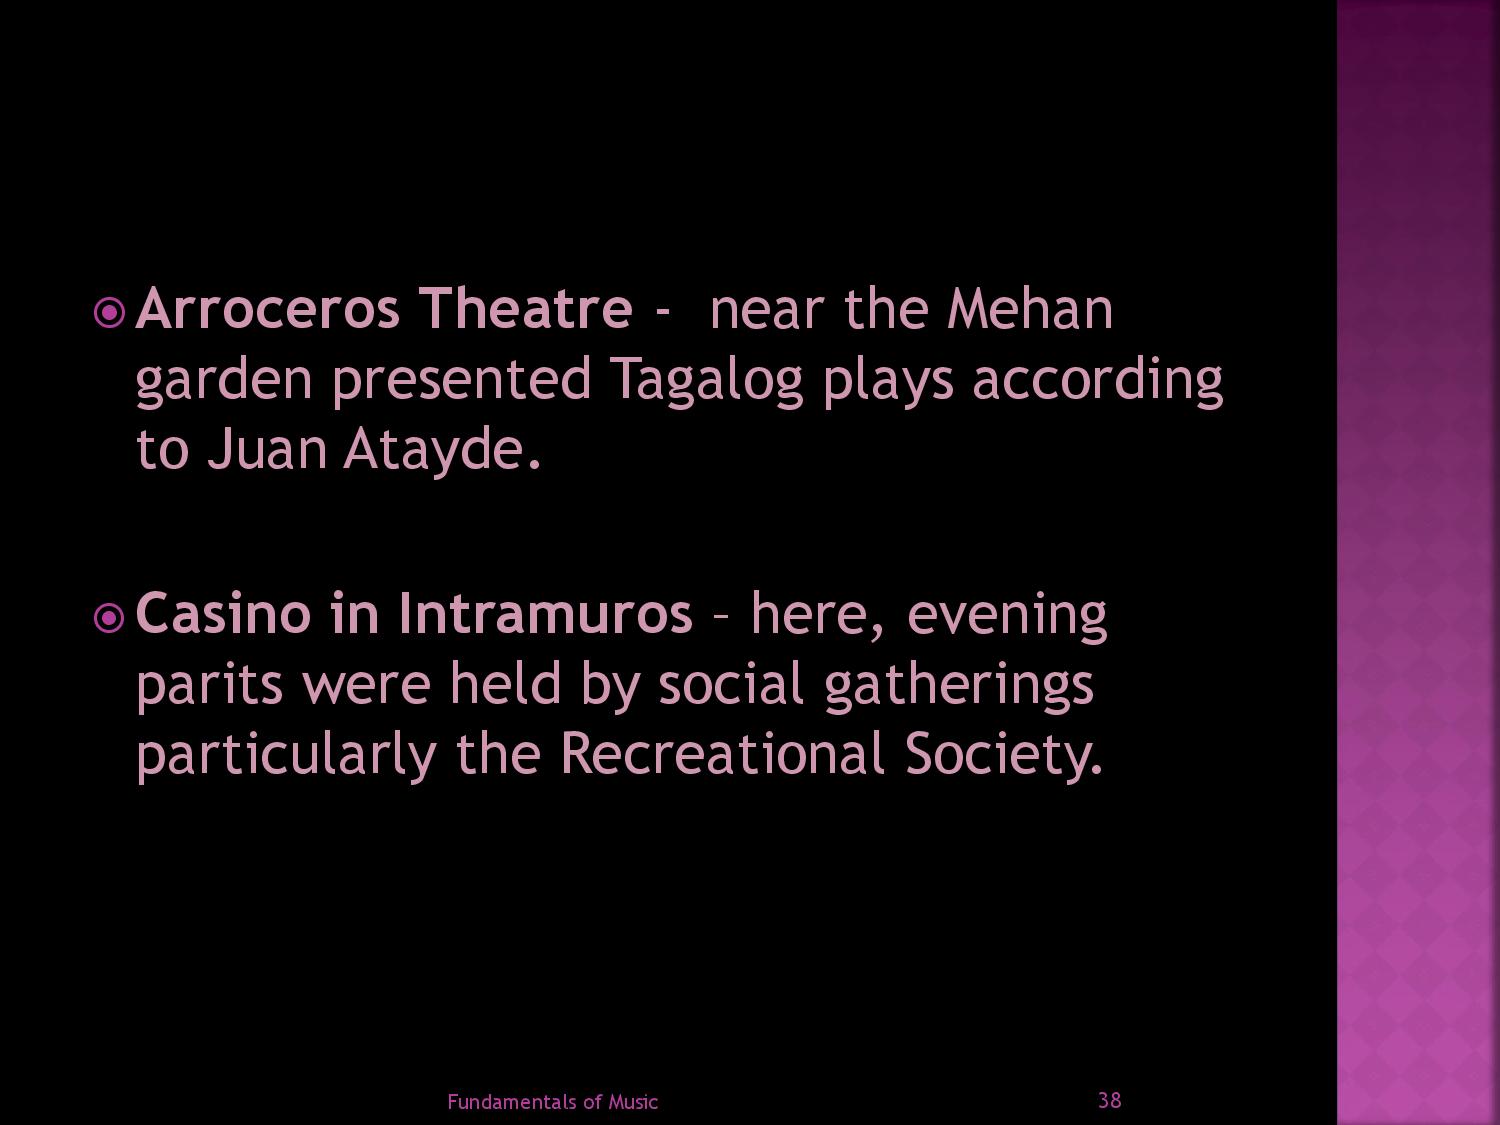 Arroceros Theatre -  near the Mehan
garden presented Tagalog plays according
to Juan Atayde.
Casino in Intramuros – here, evening
parits were held by social gatherings
particularly the Recreational Society.
Fundamentals of Music
38